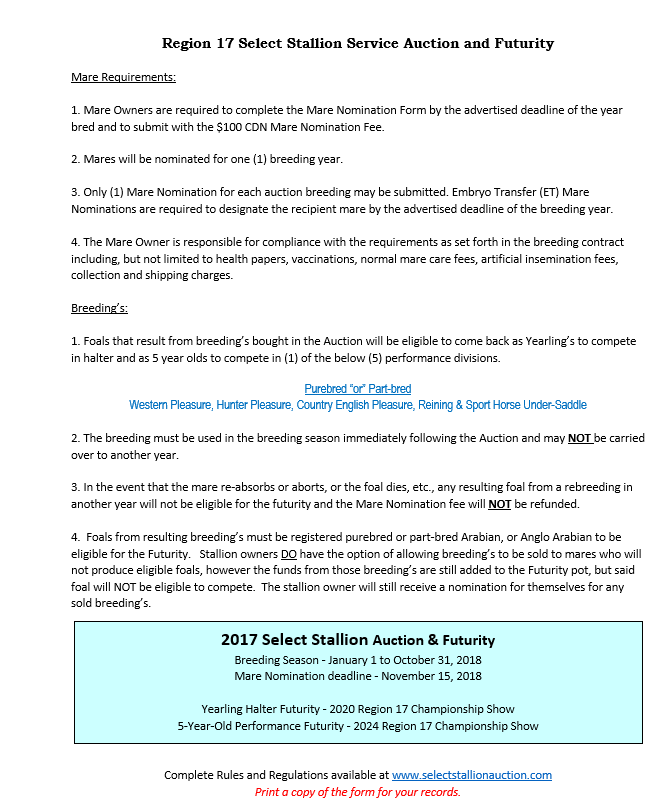 Region 17 Select Stallion Service Auction and Futurity
Mare Requirements:
1. Mare Owners are required to complete the Mare Nomination Form by the advertised deadline of the year
bred and to submit with the $100 CDN Mare Nomination Fee.
2. Mares will be nominated for one (1) breeding year.
3. Only (1) Mare Nomination for each auction breeding may be submitted. Embryo Transfer (ET) Mare
Nominations are required to designate the recipient mare by the advertised deadline of the breeding year.
4. The Mare Owner is responsible for compliance with the requirements as set forth in the breeding contract
including, but not limited to health papers, vaccinations, normal mare care fees, artificial insemination fees,
collection and shipping charges.
Breeding's:
1. Foals that result from breeding's bought in the Auction will be eligible to come back as Yearling's to compete
in halter and as 5 year olds to compete in (1) of the below (5) performance divisions.
Purebred "or" Part-bred
Western Pleasure, Hunter Pleasure, Country English Pleasure, Reining & Sport Horse Under-Saddle
2. The breeding must be used in the breeding season immediately following the Auction and may NOT be carried
over to another year.
3. In the event that the mare re-absorbs or aborts, or the foal dies, etc., any resulting foal from a rebreeding in
another year will not be eligible for the futurity and the Mare Nomination fee will NOT be refunded.
4. Foals from resulting breeding's must be registered purebred or part-bred Arabian, or Anglo Arabian to be
eligible for the Futurity. Stallion owners DO have the option of allowing breeding's to be sold to mares who will
not produce eligible foals, however the funds from those breeding's are still added to the Futurity pot, but said
foal will NOT be eligible to compete. The stallion owner will still receive a nomination for themselves for any
sold breeding's.
2017 Select Stallion Auction & Futurity
Breeding Season - January 1 to October 31, 2018
Mare Nomination deadline - November 15, 2018
Yearling Halter Futurity - 2020 Region 17 Championship Show
5-Year-Old Performance Futurity - 2024 Region 17 Championship Show
Complete Rules and Regulations available at www.selectstallionauction.com
Print a copy of the form for your records.